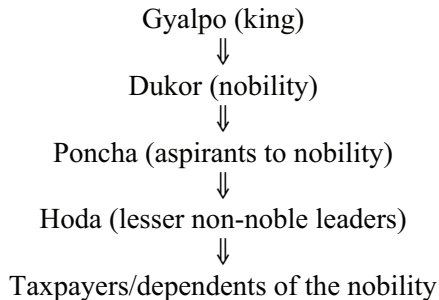 Gyalpo (king)
⇓
Dukor (nobility)
⇓
Poncha (aspirants to nobility)
⇓
Hoda (lesser non-noble leaders)
⇓
Taxpayers/dependents of the nobility